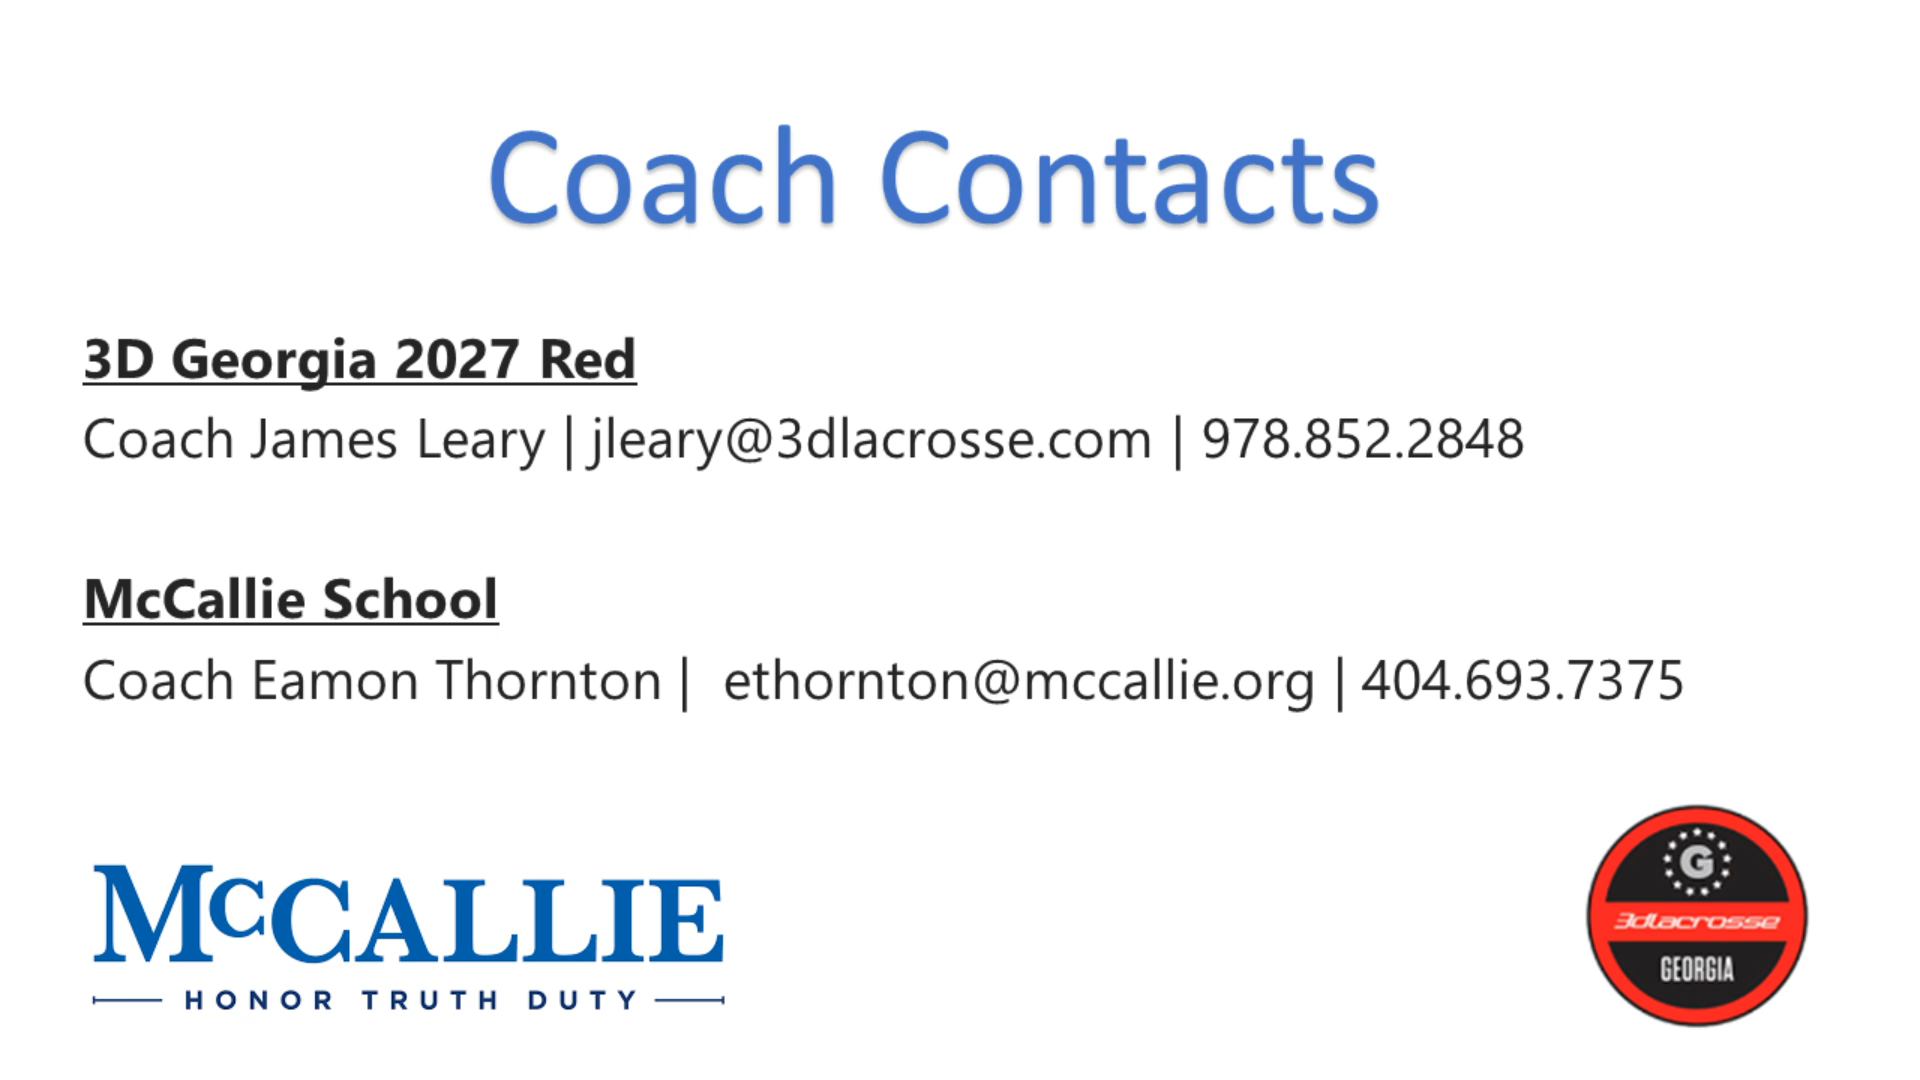 Coach Contacts
3D Georgia 2027 Red
Coach James Leary | jleary@3dlacrosse.com | 978.852.2848
McCallie School
Coach Eamon Thornton |  ethornton@mccallie.org | 404.693.7375
McCALLIE
HONOR TRUTH DUTY
G
3dlacrosse
GEORGIA